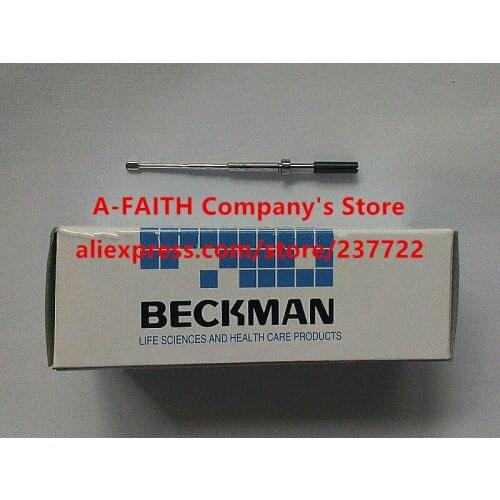 A-FAITH Company's Store
aliexpress.com/store/237722
BECKMAN
LIFE SCIENCES AND HEALTH CARE PRODUCTS